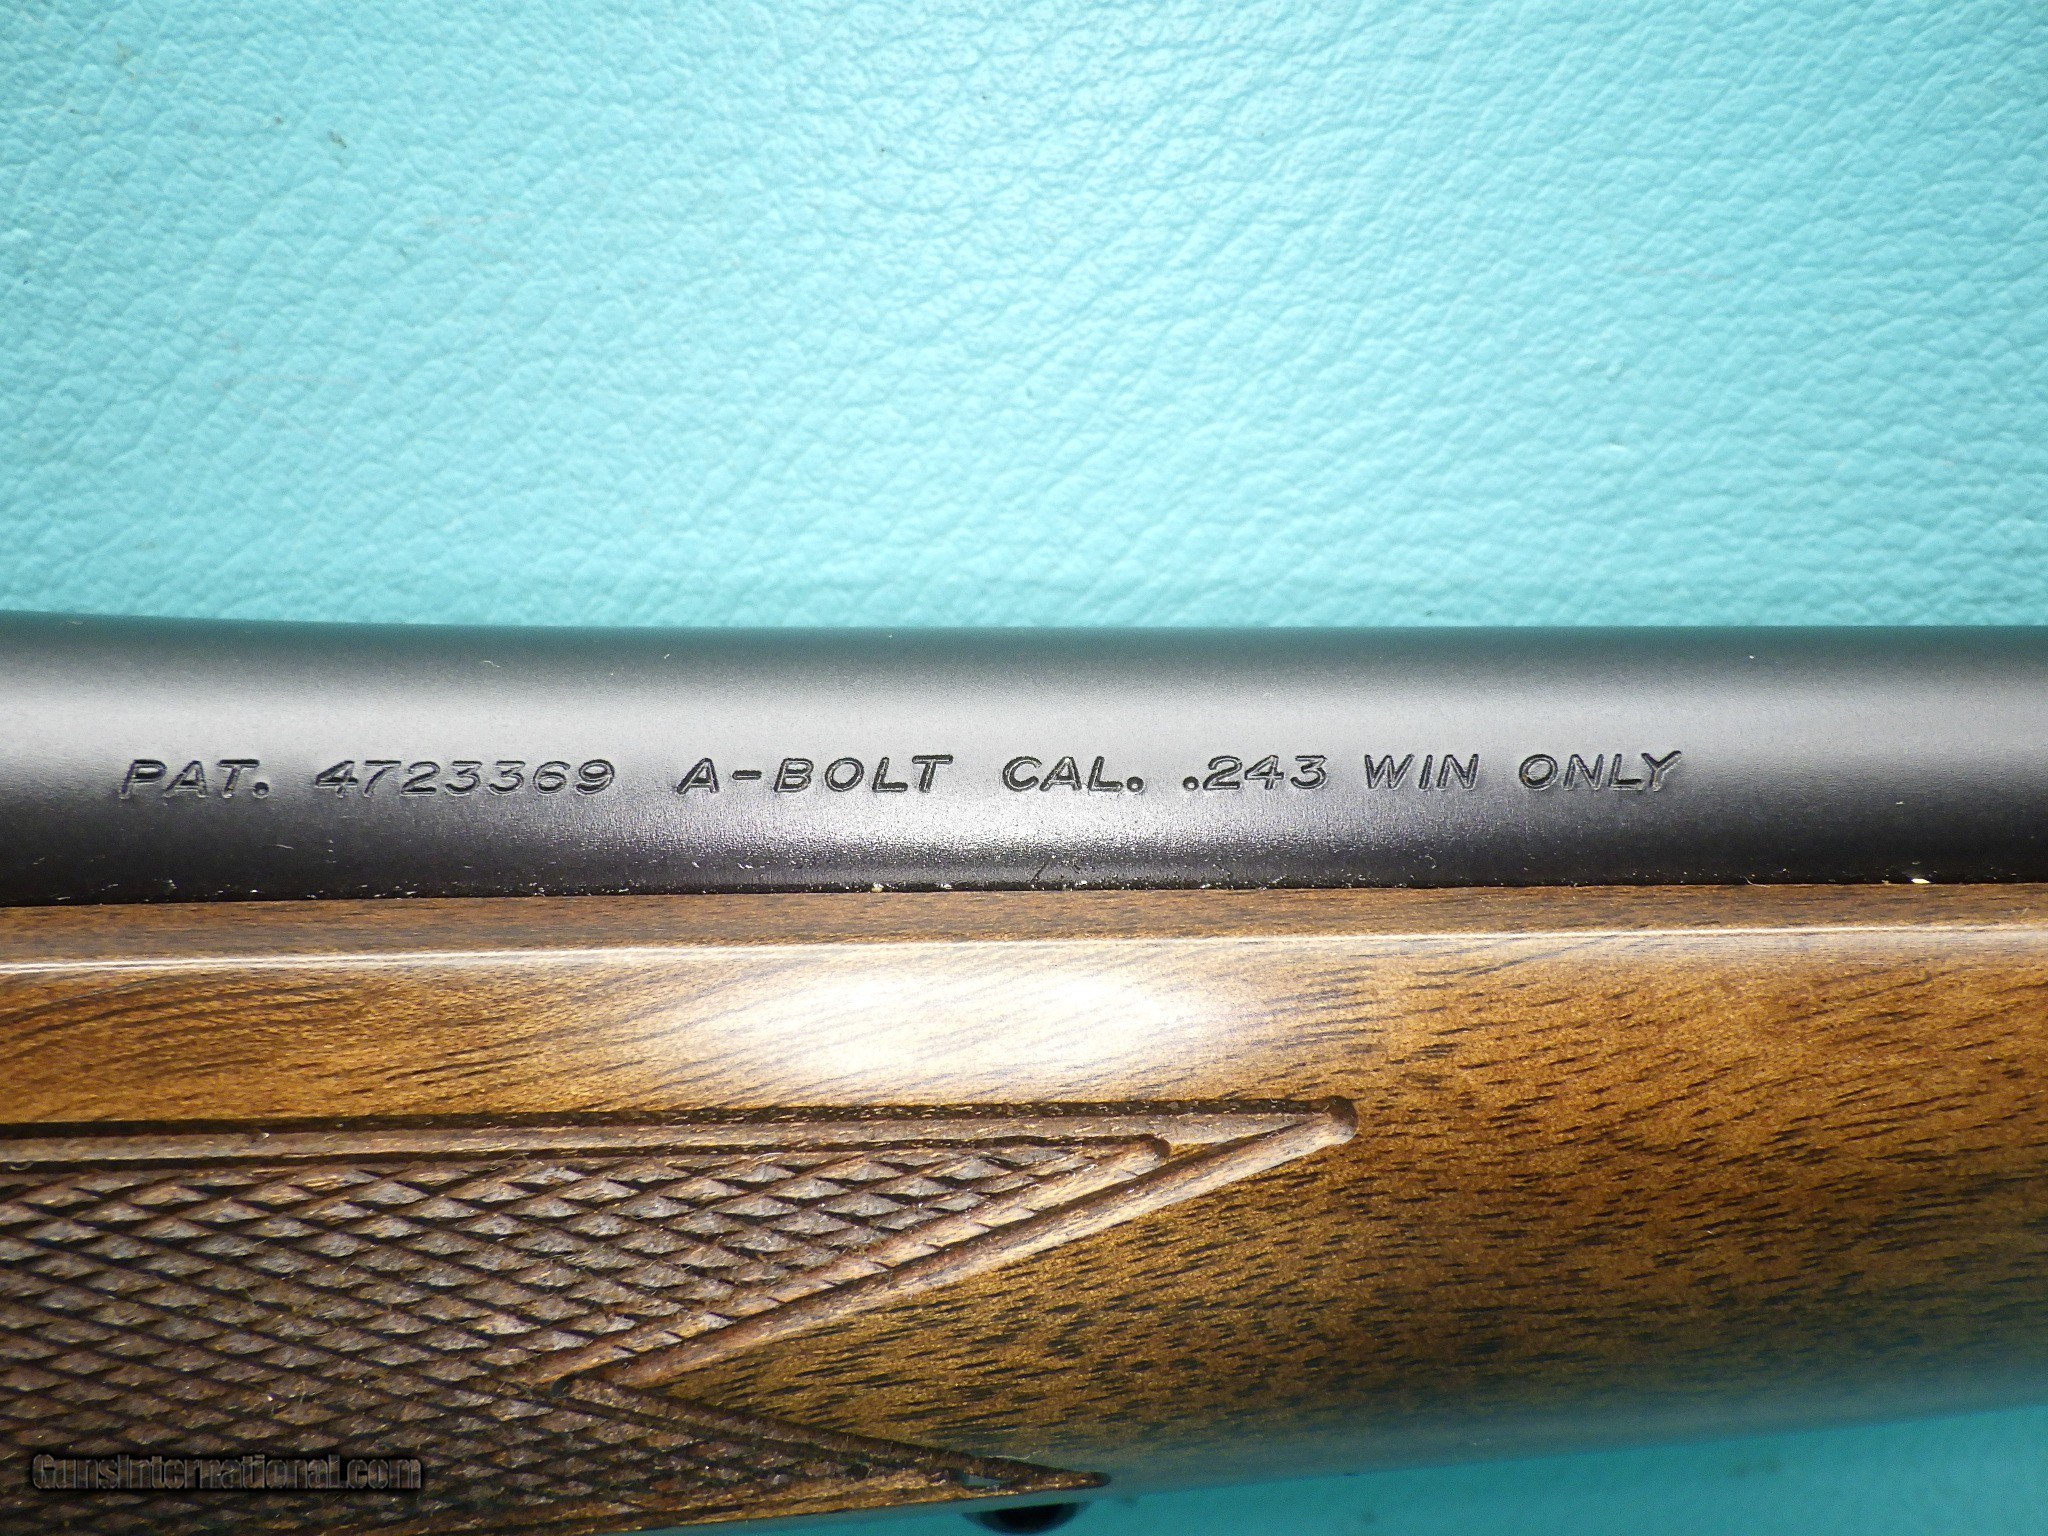 PAT. 4723369 A-BOLT CAL. .243 WIN ONLY
GunsInternational.com